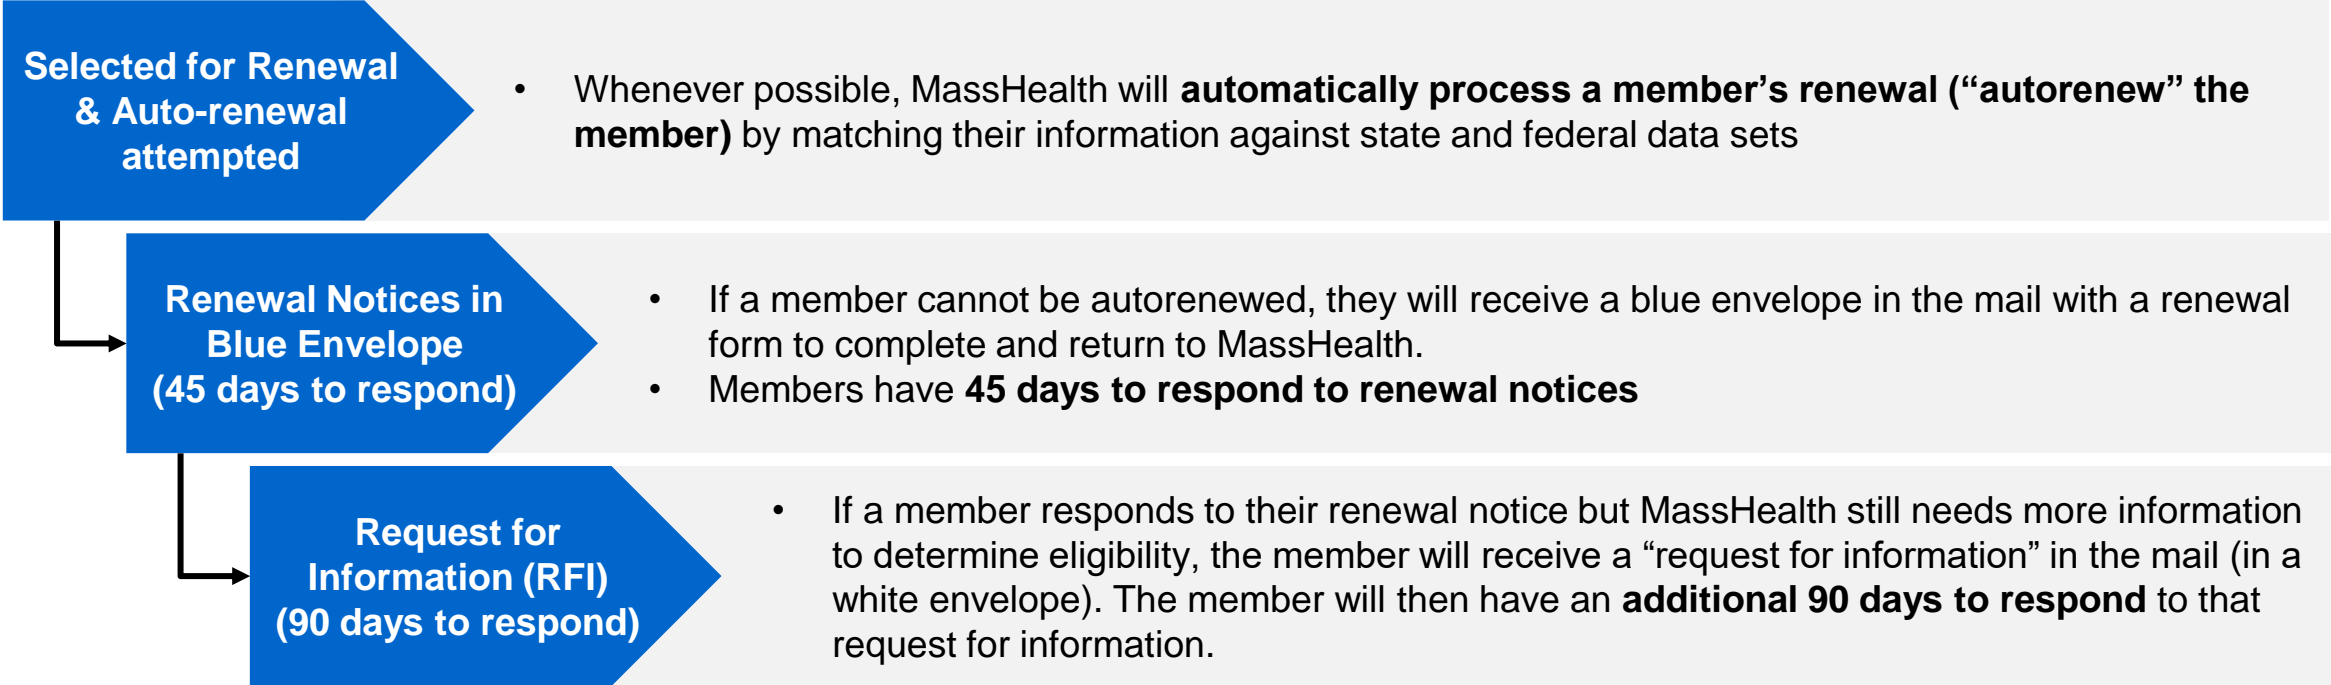 Selected for Renewal
& Auto-renewal
attempted
• Whenever possible, MassHealth will automatically process a member’s renewal (“autorenew” the
member) by matching their information against state and federal data sets
Renewal Notices in
Blue Envelope
(45 days to respond)
• If a member cannot be autorenewed, they will receive a blue envelope in the mail with a renewal
form to complete and return to MassHealth.
• Members have 45 days to respond to renewal notices
Request for
Information (RFI)
(90 days to respond)
• If a member responds to their renewal notice but MassHealth still needs more information
to determine eligibility, the member will receive a “request for information” in the mail (in a
white envelope). The member will then have an additional 90 days to respond to that
request for information.